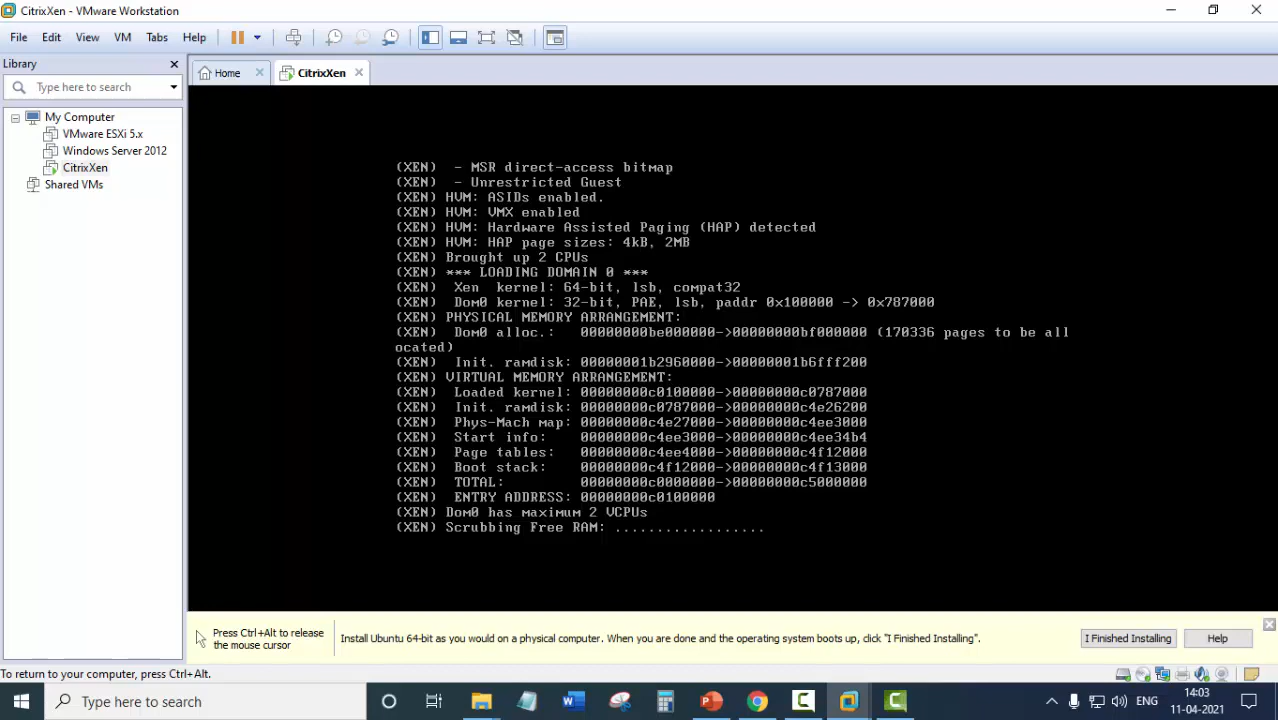 CitrixXen - VMware Workstation
File Edit View VM Tabs Help
Library
Home
CitrixXen
Type here to search
My Computer
VMware ESXi 5.x
Windows Server 2012
CitrixXen
Shared VMs
(XEN)  - MSR direct-access bitmap
(XEN)  - Unrestricted Guest
(XEN) HVM: ASIDs enabled.
(XEN) HVM: VMX enabled
(XEN) HVM: Hardware Assisted Paging (HAP) detected
(XEN) HVM: HAP page sizes: 4kB, 2MB
(XEN) Brought up 2 CPUs
(XEN) *** LOADING DOMAIN 0 ***
(XEN)  Xen  kernel: 64-bit, lsb, compat32
(XEN)  Dom0 kernel: 32-bit, PAE, lsb, paddr 0x100000 -> 0x787000
(XEN) PHYSICAL MEMORY ARRANGEMENT:
(XEN)  Dom0 alloc.:   00000000be000000->00000000bf000000 (170336 pages to be all
ocated)
(XEN)  Init. ramdisk: 00000001b2960000->00000001b6fff200
(XEN) VIRTUAL MEMORY ARRANGEMENT:
(XEN)  Loaded kernel: 00000000c0100000->00000000c0787000
(XEN)  Init. ramdisk: 00000000c0787000->00000000c4e26200
(XEN)  Phys-Mach map: 00000000c4e27000->00000000c4ee3000
(XEN)  Start info:    00000000c4ee3000->00000000c4ee34b4
(XEN)  Page tables:   00000000c4ee4000->00000000c4f12000
(XEN)  Boot stack:    00000000c4f12000->00000000c4f13000
(XEN)  TOTAL:         00000000c0000000->00000000c5000000
(XEN)  ENTRY ADDRESS: 00000000c0100000
(XEN) Dom0 has maximum 2 VCPUs
(XEN) Scrubbing Free RAM: ..................
Press Ctrl+Alt to release
the mouse cursor
Install Ubuntu 64-bit as you would on a physical computer. When you are done and the operating system boots up, click "I Finished Installing".
I Finished Installing
Help
To return to your computer, press Ctrl+Alt.
Type here to search
ENG
14:03
11-04-2021